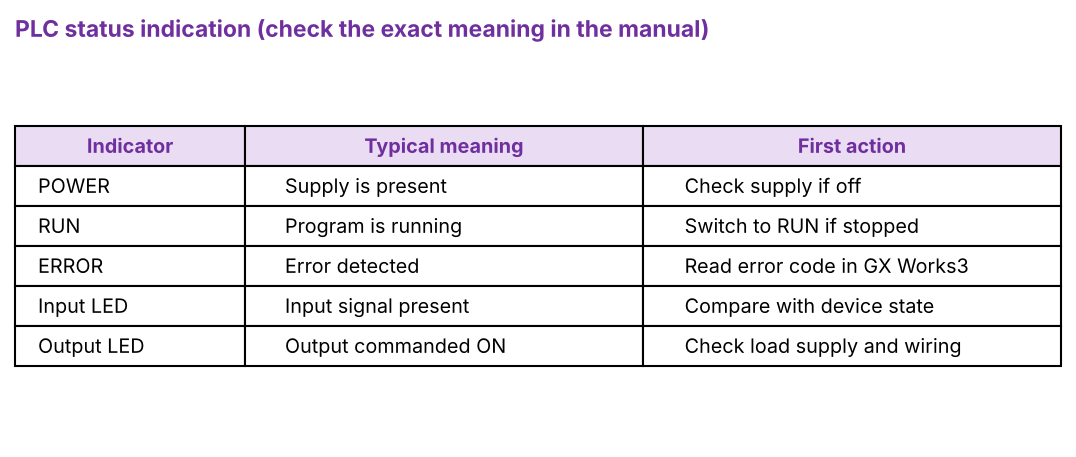 PLC status indication (check the exact meaning in the manual)
Indicator Typical meaning First action
POWER Supply is present Check supply if off
RUN Program is running Switch to RUN if stopped
ERROR Error detected Read error code in GX Works3
Input LED Input signal present Compare with device state
Output LED Output commanded ON Check load supply and wiring